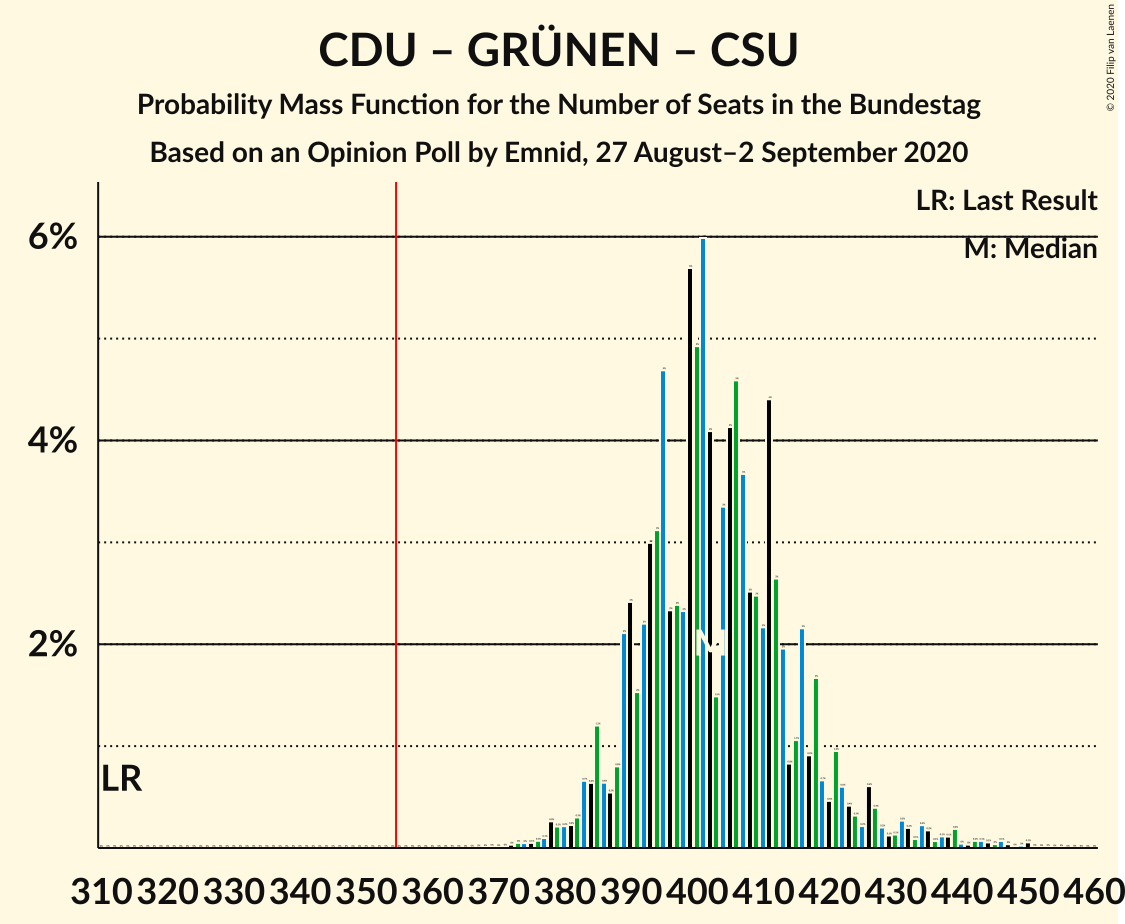 CDU – GRÜNEN – CSU
Probability Mass Function for the Number of Seats in the Bundestag
Based on an Opinion Poll by Emnid, 27 August–2 September 2020
© 2020 Filip van Laenen
LR: Last Result
M: Median
6%
4%
2%
LR
M
310 320 330 340 350 360 370 380 390 400 410 420 430 440 450 460